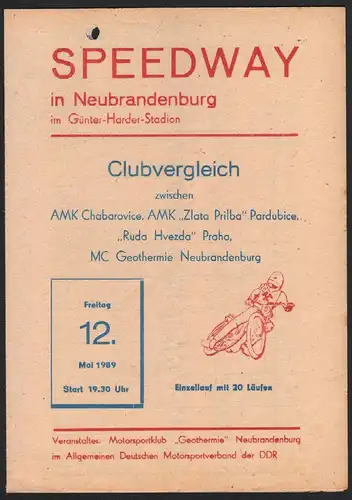 SPEEDWAY
in Neubrandenburg
im Günter-Harder-Stadion
Clubvergleich
zwischen
AMK Chabarovice, AMK „Zlata Prilba" Pardubice,
„Ruda Hvezda" Praha,
MC Geothermie Neubrandenburg
Freitag
12.
Mai 1989
Start 19.30 Uhr
Einzellauf mit 20 Läufen
Veranstalter: Motorsportklub „Geothermie" Neubrandenburg
im Allgemeinen Deutschen Motorsportverband der DDR